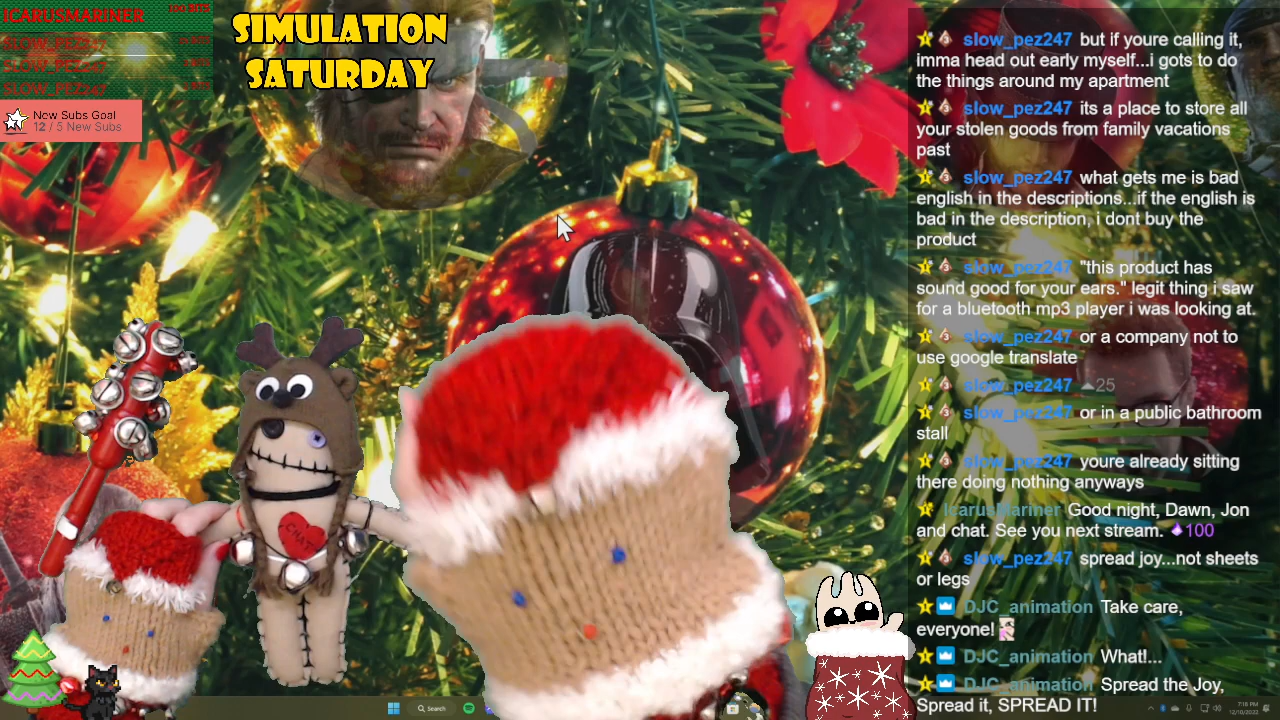 ICARUSMARINER 100 BITS
SLOW_PEZ247
SLOW_PEZ247
SLOW_PEZ247
New Subs Goal
12 / 5 New Subs
SIMULATION
SATURDAY
CHAT
slow_pez247 but if youre calling it,
imma head out early myself...i gots to do
the things around my apartment
slow_pez247 its a place to store all
your stolen goods from family vacations
past
slow_pez247 what gets me is bad
english in the descriptions...if the english is
bad in the description, i dont buy the
product
slow_pez247 "this product has
sound good for your ears." legit thing i saw
for a bluetooth mp3 player i was looking at.
slow_pez247 or a company not to
use google translate
slow_pez247 25
slow_pez247 or in a public bathroom
stall
slow_pez247 youre already sitting
there doing nothing anyways
IcarusMariner Good night, Dawn, Jon
and chat. See you next stream. 100
slow_pez247 spread joy...not sheets
or legs
DJC_animation Take care,
everyone!
DJC_animation What!...
DJC_animation Spread the Joy,
Spread it, SPREAD IT!
Search
7:16 PM